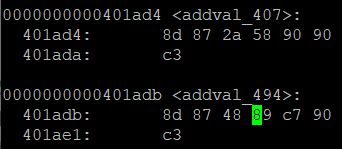 0000000000401ad4 <addval_407>:
401ad4: 8d 87 2a 58 90 90
401ada: c3
0000000000401adb <addval_494>:
401adb: 8d 87 48 89 c7 90
401ae1: c3